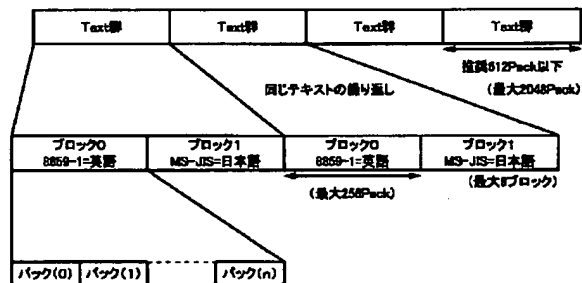 Text群 Text群 Text群 Text群
推奨512Pack以下
(最大2048Pack)
同じテキストの繰り返し
ブロック0 ブロック1 ブロック0 ブロック1
8859-1=英語 MS-JIS=日本語 8859-1=英語 MS-JIS=日本語
(最大256Pack)
(最大8ブロック)
パック(0) パック(1) パック(n)